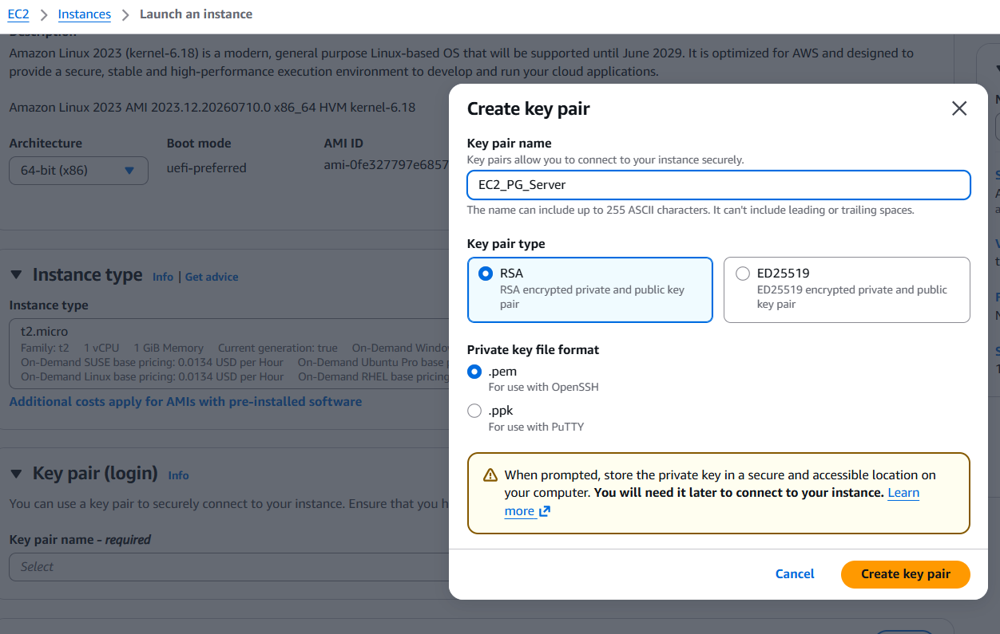 EC2 > Instances > Launch an instance
Description
Amazon Linux 2023 (kernel-6.18) is a modern, general purpose Linux-based OS that will be supported until June 2029. It is optimized for AWS and designed to
provide a secure, stable and high-performance execution environment to develop and run your cloud applications.
Amazon Linux 2023 AMI 2023.12.20260710.0 x86_64 HVM kernel-6.18
Architecture Boot mode AMI ID
64-bit (x86) uefi-preferred ami-0fe327797e6857
Instance type Info | Get advice
Instance type
t2.micro
Family: t2 1 vCPU 1 GiB Memory Current generation: true On-Demand Window
On-Demand SUSE base pricing: 0.0134 USD per Hour On-Demand Ubuntu Pro base p
On-Demand Linux base pricing: 0.0134 USD per Hour On-Demand RHEL base pricing
Additional costs apply for AMIs with pre-installed software
Key pair (login) Info
You can use a key pair to securely connect to your instance. Ensure that you h
Key pair name - required
Select
Create key pair
Key pair name
Key pairs allow you to connect to your instance securely.
EC2_PG_Server
The name can include up to 255 ASCII characters. It can't include leading or trailing spaces.
Key pair type
RSA
RSA encrypted private and public key
pair
ED25519
ED25519 encrypted private and public
key pair
Private key file format
.pem
For use with OpenSSH
.ppk
For use with PuTTY
When prompted, store the private key in a secure and accessible location on
your computer. You will need it later to connect to your instance. Learn
more
Cancel Create key pair